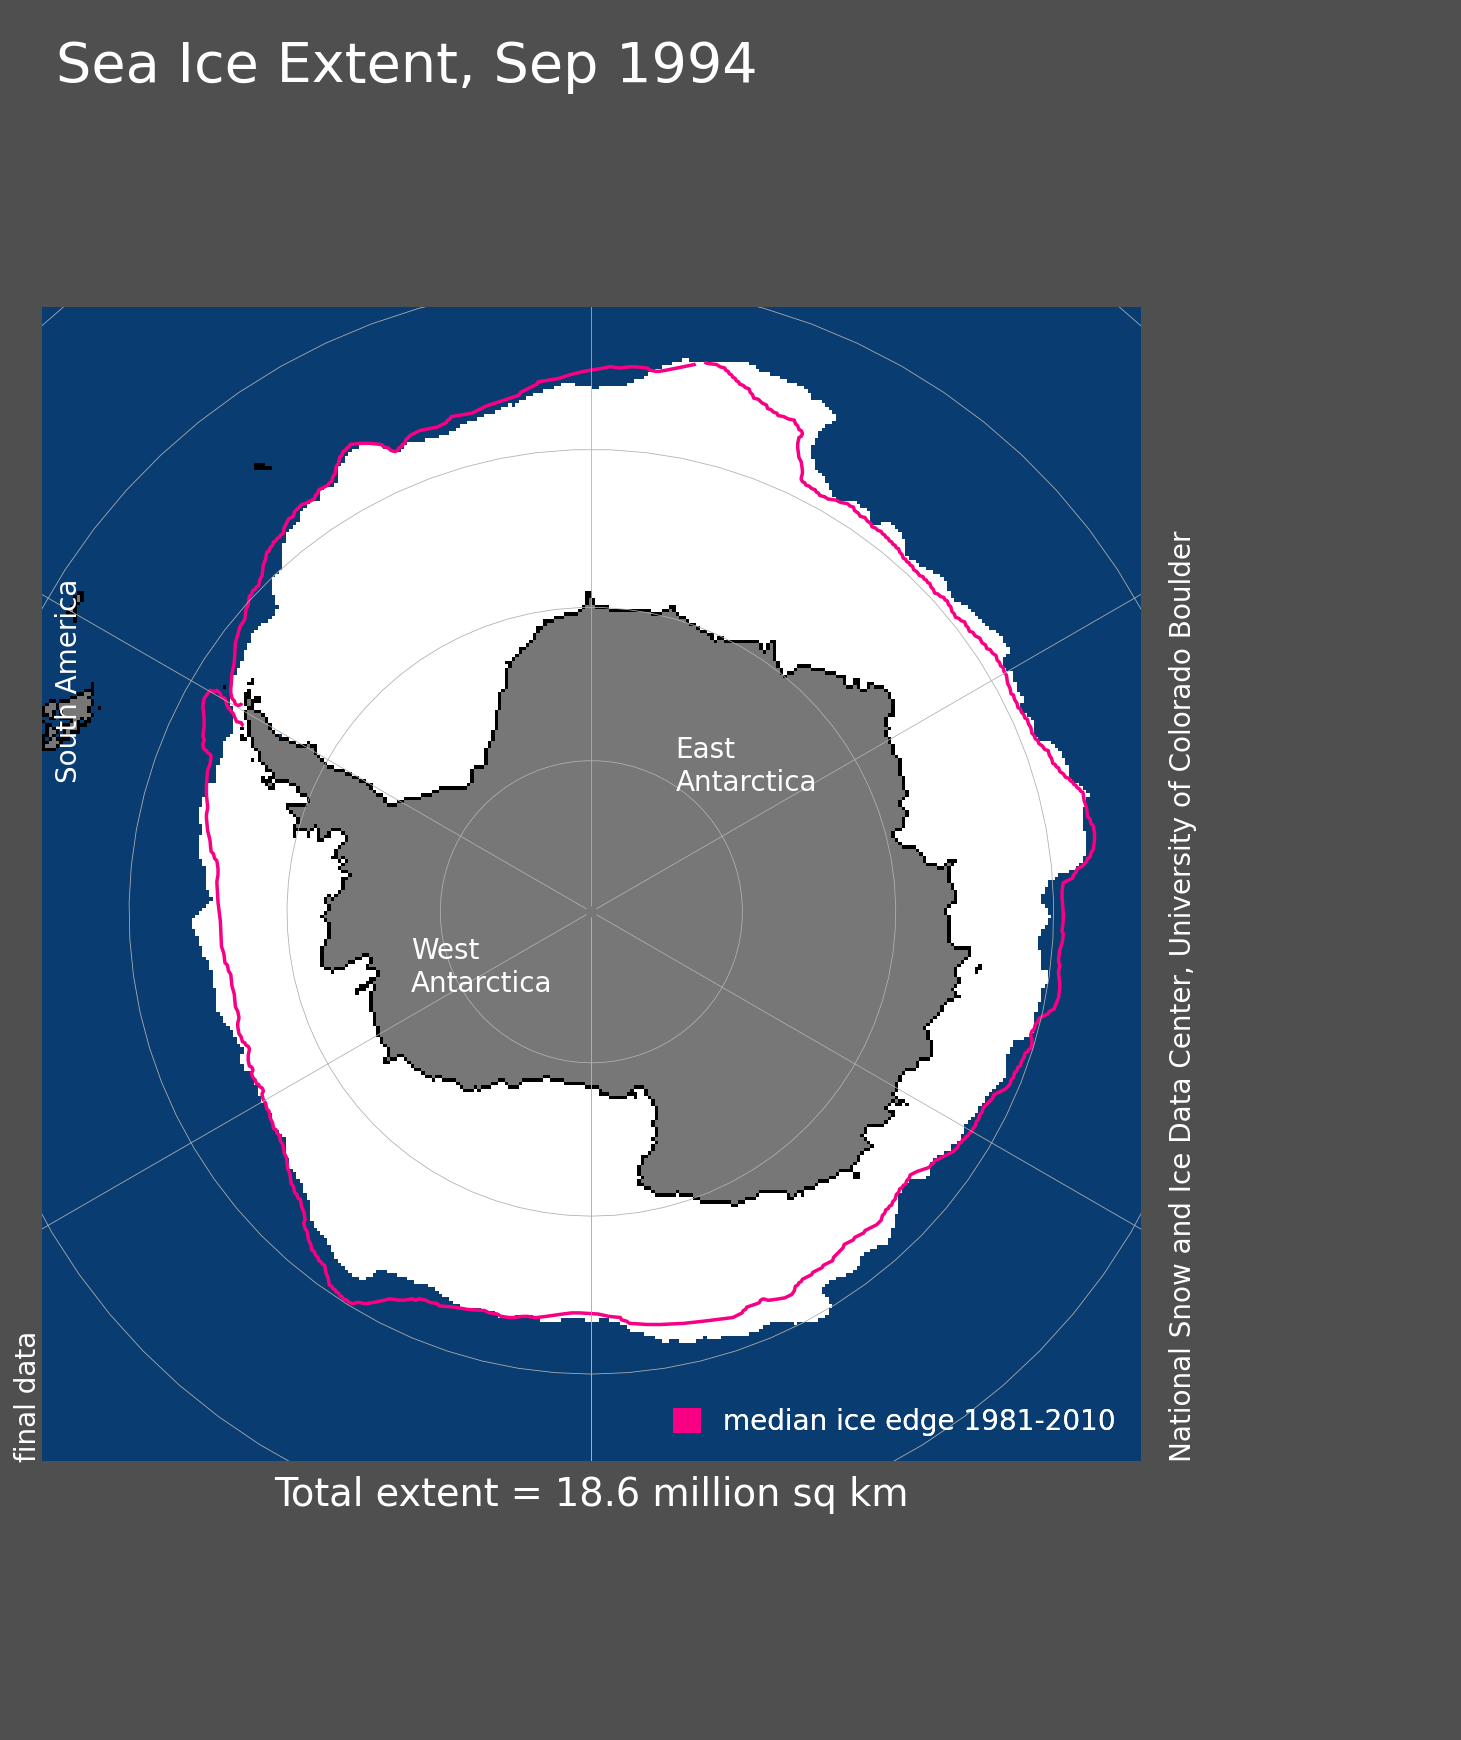 Sea Ice Extent, Sep 1994
South America
East
Antarctica
West
Antarctica
National Snow and Ice Data Center, University of Colorado Boulder
final data
median ice edge 1981-2010
Total extent = 18.6 million sq km